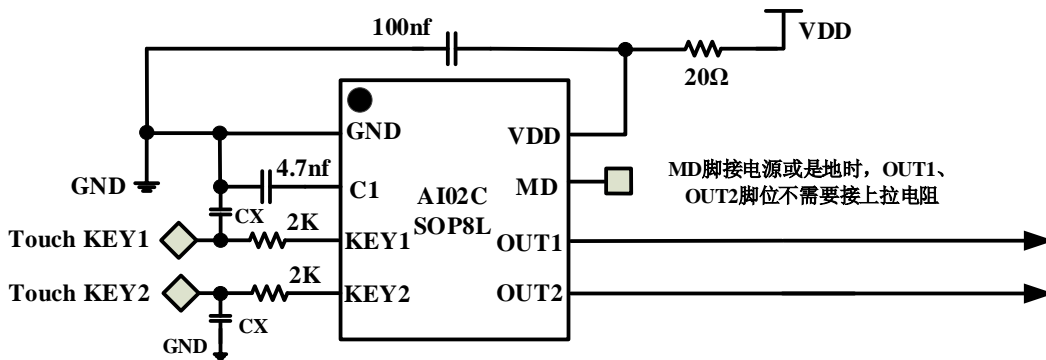 100nf
VDD
20Ω
GND
VDD
4.7nf
MD脚接电源或是地时，OUT1、
OUT2脚位不需要接上拉电阻
GND
C1
AI02C
SOP8L
MD
CX
2K
Touch KEY1
KEY1
OUT1
2K
Touch KEY2
KEY2
OUT2
CX
GND